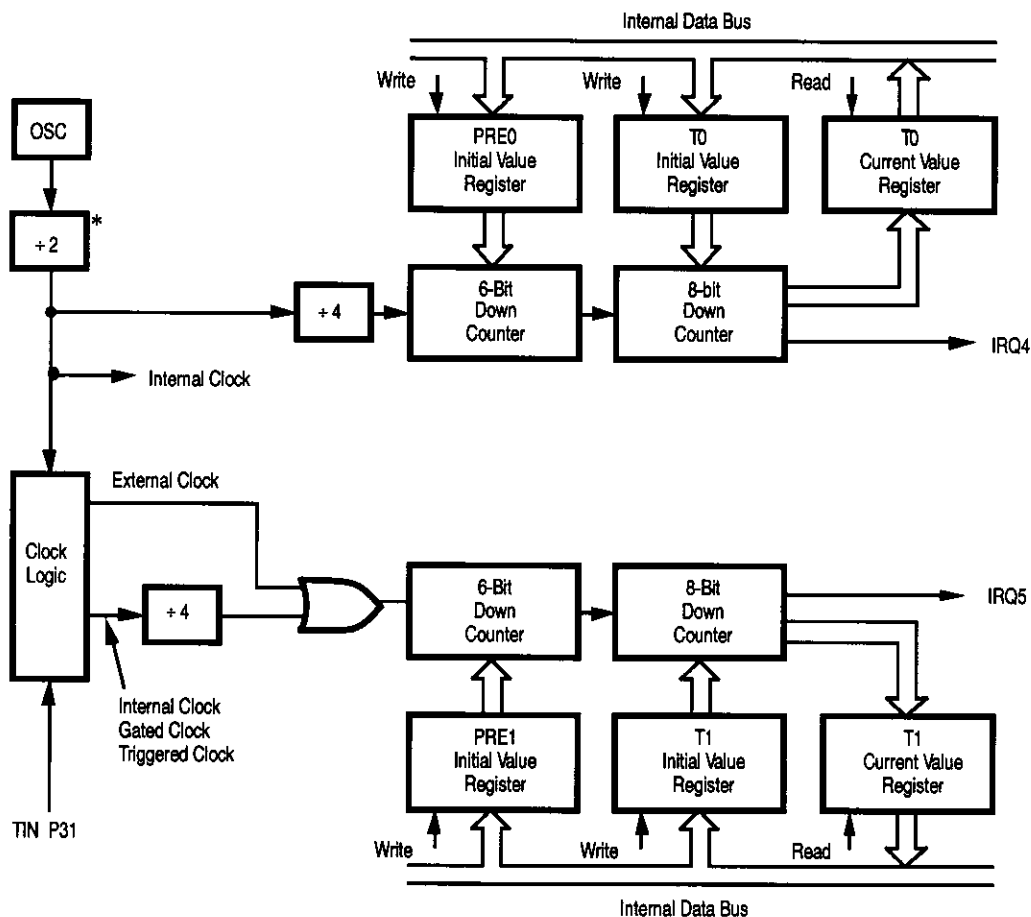 Internal Data Bus
Write
Write
Read
OSC
PRE0
Initial Value
Register
T0
Initial Value
Register
T0
Current Value
Register
÷ 2
*
÷ 4
6-Bit
Down
Counter
8-bit
Down
Counter
IRQ4
Internal Clock
External Clock
Clock
Logic
÷ 4
6-Bit
Down
Counter
8-Bit
Down
Counter
IRQ5
Internal Clock
Gated Clock
Triggered Clock
PRE1
Initial Value
Register
T1
Initial Value
Register
T1
Current Value
Register
TIN P31
Write
Write
Read
Internal Data Bus